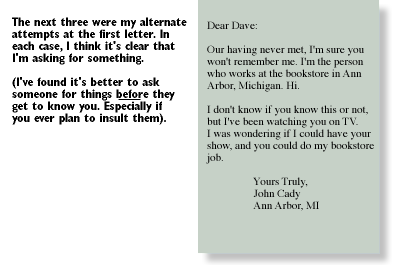 The next three were my alternate
attempts at the first letter. In
each case, I think it's clear that
I'm asking for something.
(I've found it's better to ask
someone for things before they
get to know you. Especially if
you ever plan to insult them).
Dear Dave:
Our having never met, I'm sure you
won't remember me. I'm the person
who works at the bookstore in Ann
Arbor, Michigan. Hi.
I don't know if you know this or not,
but I've been watching you on TV.
I was wondering if I could have your
show, and you could do my bookstore
job.
Yours Truly,
John Cady
Ann Arbor, MI